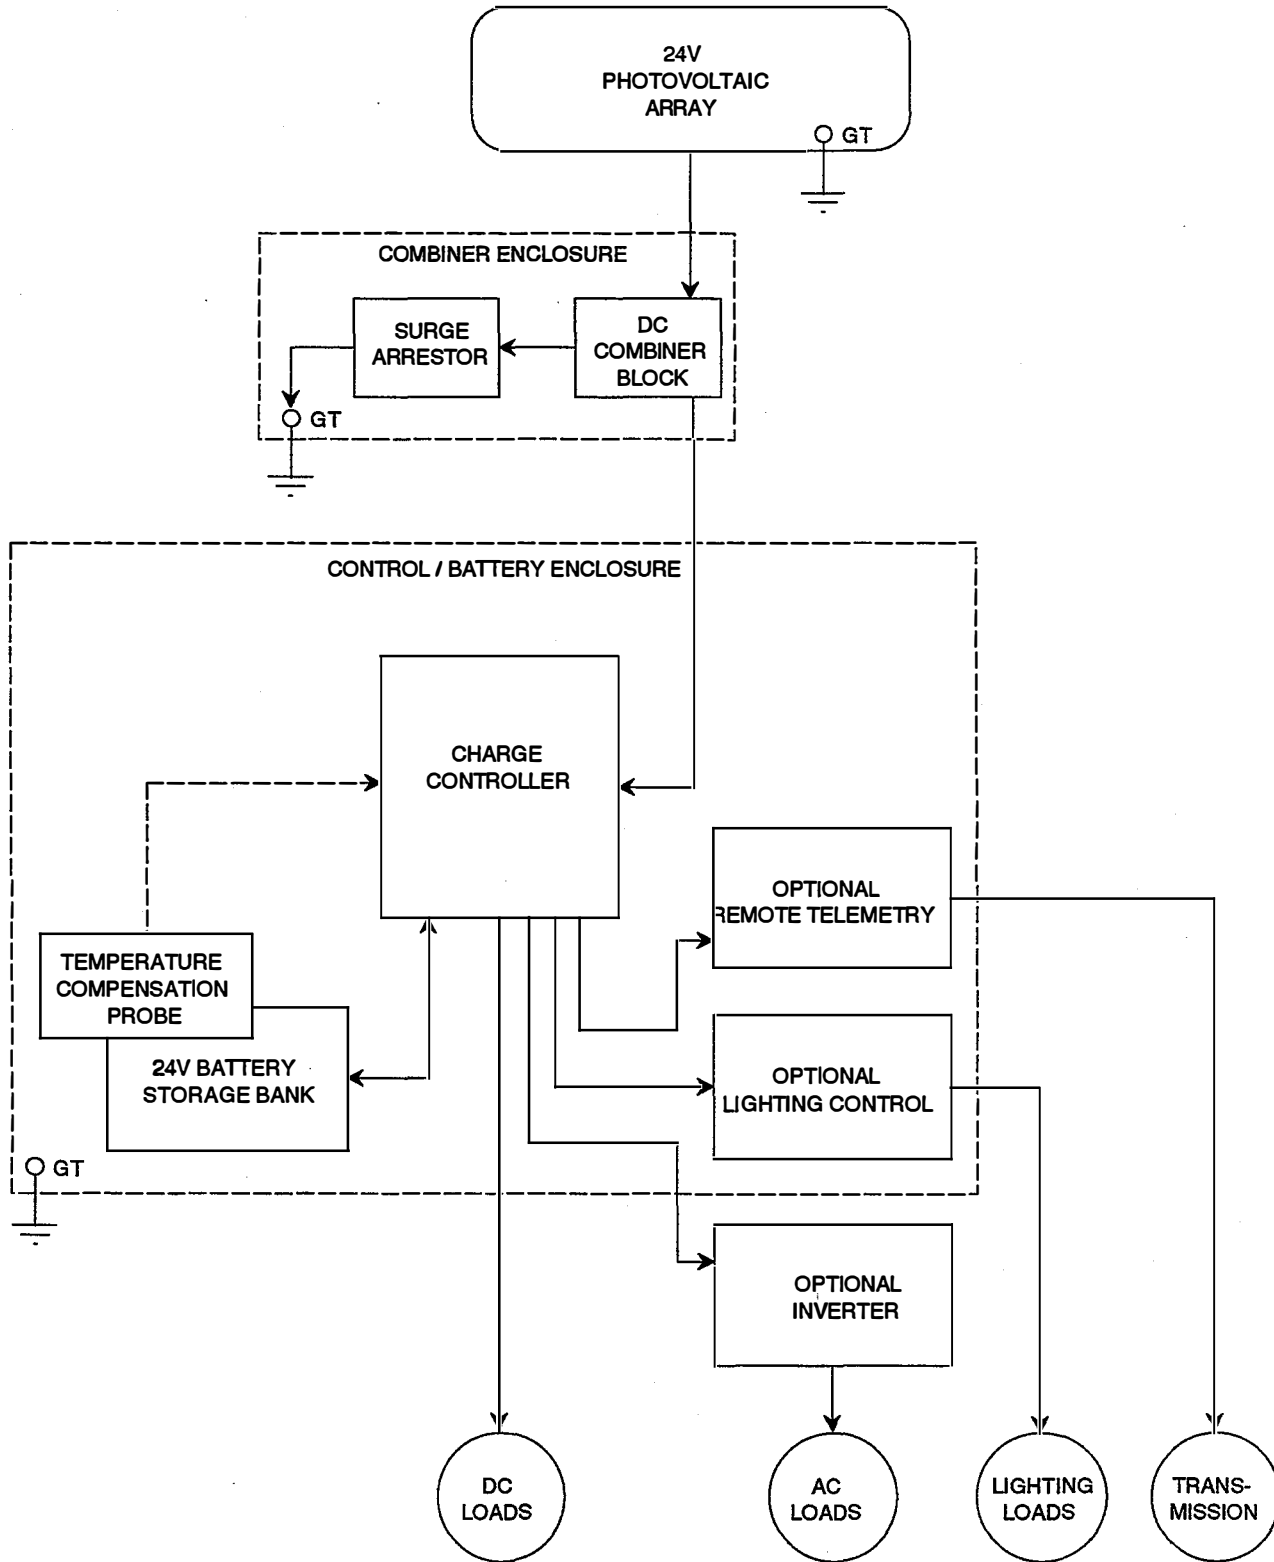 24V
PHOTOVOLTAIC
ARRAY
GT
COMBINER ENCLOSURE
SURGE
ARRESTOR
DC
COMBINER
BLOCK
GT
CONTROL / BATTERY ENCLOSURE
CHARGE
CONTROLLER
OPTIONAL
REMOTE TELEMETRY
TEMPERATURE
COMPENSATION
PROBE
24V BATTERY
STORAGE BANK
OPTIONAL
LIGHTING CONTROL
GT
OPTIONAL
INVERTER
DC
LOADS
AC
LOADS
LIGHTING
LOADS
TRANS-
MISSION